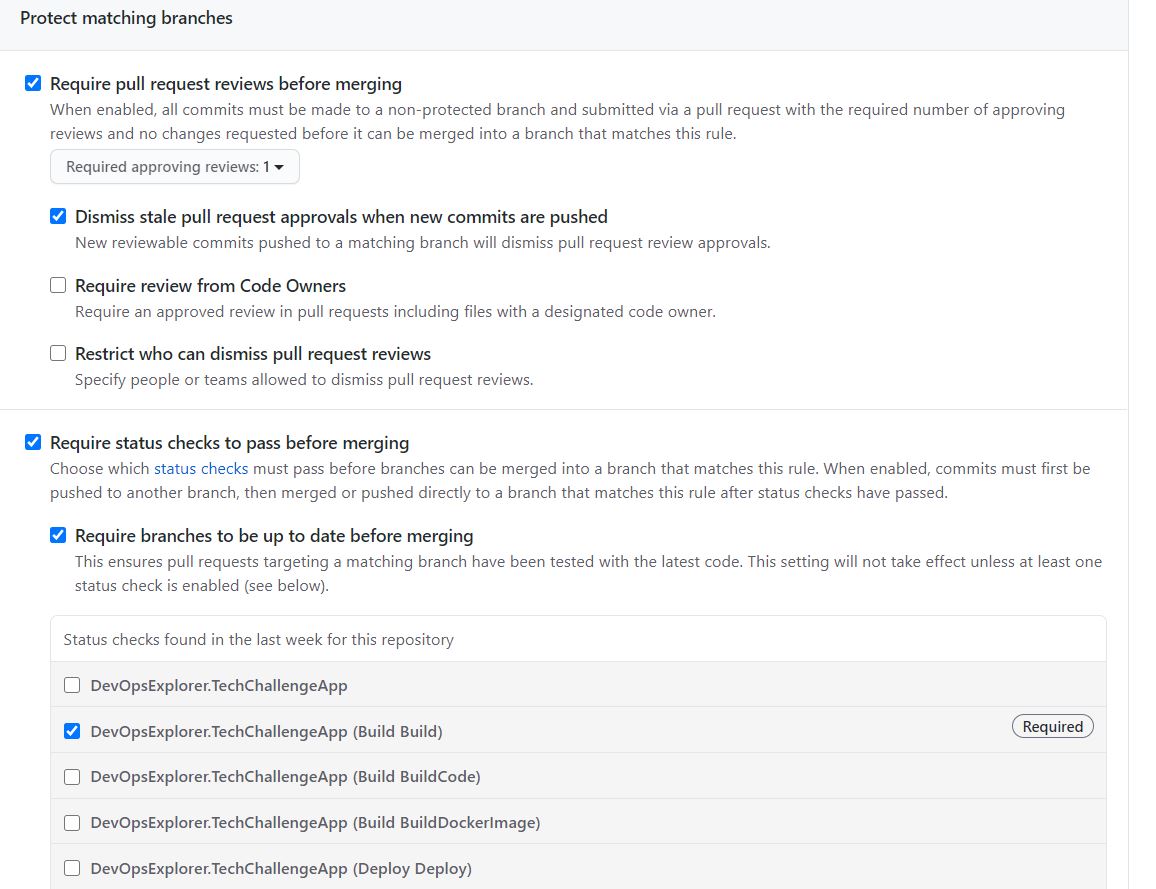 Protect matching branches
Require pull request reviews before merging
When enabled, all commits must be made to a non-protected branch and submitted via a pull request with the required number of approving
reviews and no changes requested before it can be merged into a branch that matches this rule.
Required approving reviews: 1
Dismiss stale pull request approvals when new commits are pushed
New reviewable commits pushed to a matching branch will dismiss pull request review approvals.
Require review from Code Owners
Require an approved review in pull requests including files with a designated code owner.
Restrict who can dismiss pull request reviews
Specify people or teams allowed to dismiss pull request reviews.
Require status checks to pass before merging
Choose which status checks must pass before branches can be merged into a branch that matches this rule. When enabled, commits must first be
pushed to another branch, then merged or pushed directly to a branch that matches this rule after status checks have passed.
Require branches to be up to date before merging
This ensures pull requests targeting a matching branch have been tested with the latest code. This setting will not take effect unless at least one
status check is enabled (see below).
Status checks found in the last week for this repository
DevOpsExplorer.TechChallengeApp
DevOpsExplorer.TechChallengeApp (Build Build)
Required
DevOpsExplorer.TechChallengeApp (Build BuildCode)
DevOpsExplorer.TechChallengeApp (Build BuildDockerImage)
DevOpsExplorer.TechChallengeApp (Deploy Deploy)